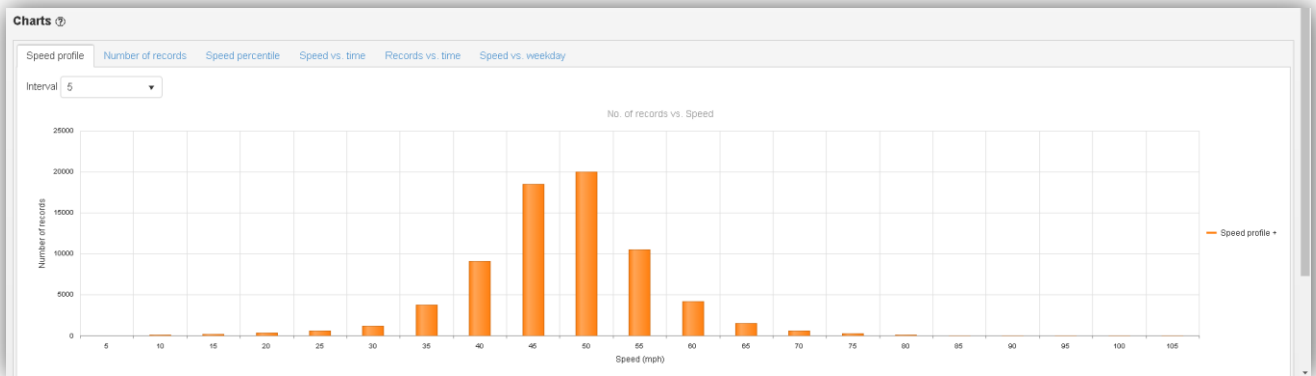 Charts ?
Speed profile Number of records Speed percentile Speed vs. time Records vs. time Speed vs. weekday
Interval 5
No. of records vs. Speed
25000
20000
15000
10000
5000
0
Number of records
5 10 15 20 25 30 35 40 45 50 55 60 65 70 75 80 85 90 95 100 105
Speed (mph)
Speed profile +